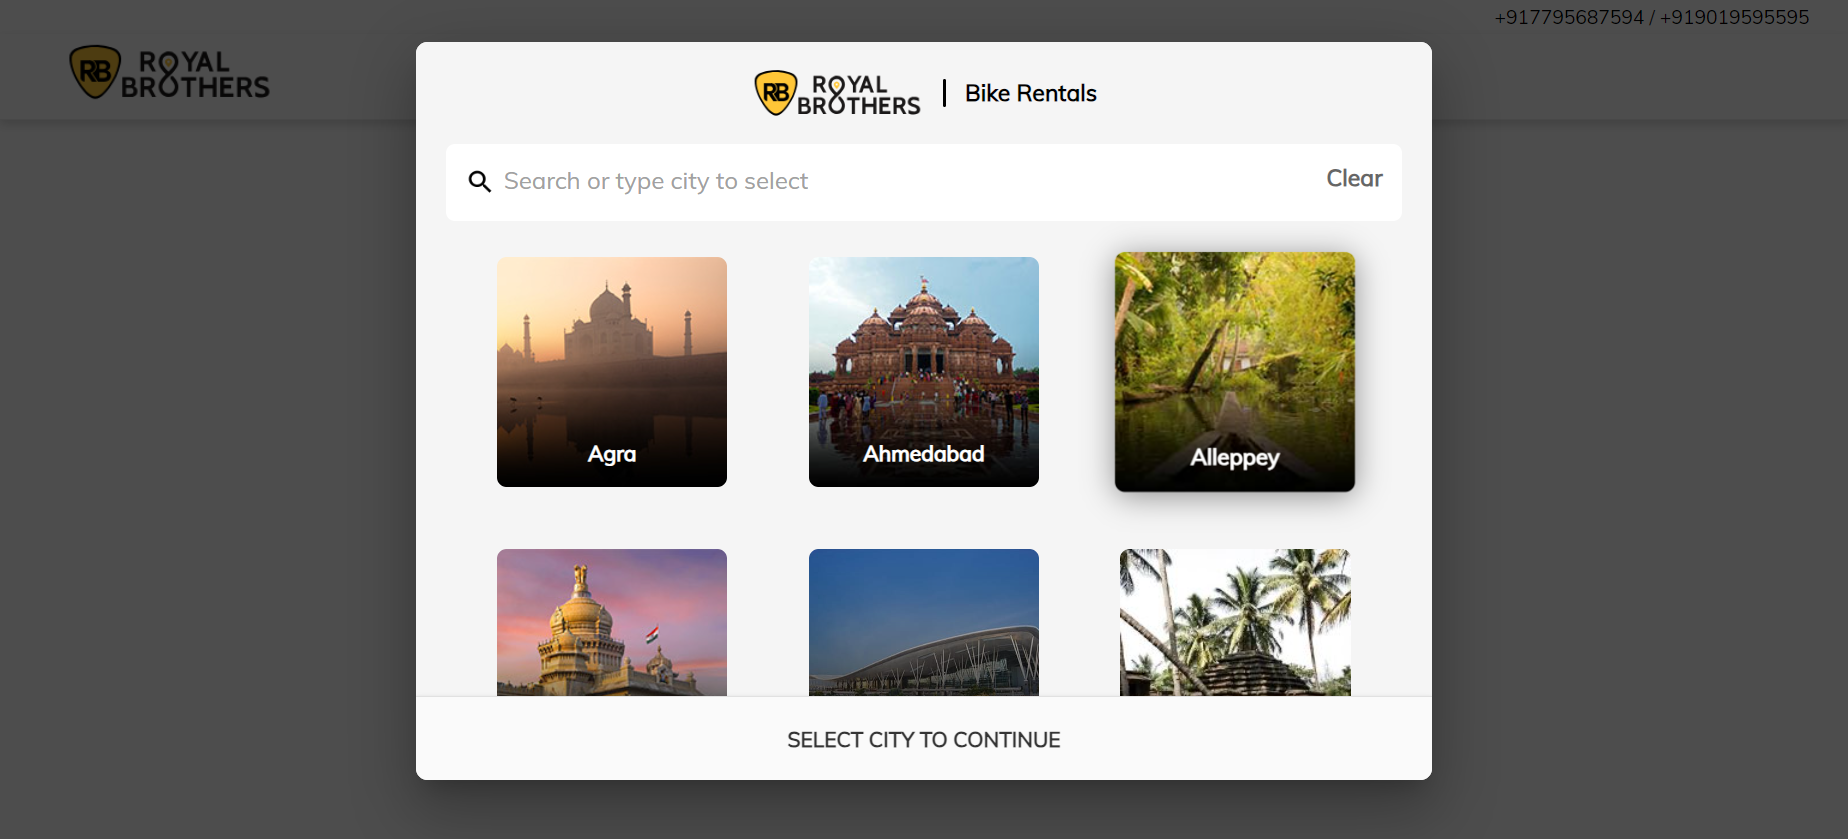 +917795687594 / +919019595595
RB ROYAL
BROTHERS
RB ROYAL
BROTHERS
Bike Rentals
Search or type city to select
Clear
Agra
Ahmedabad
Alleppey
SELECT CITY TO CONTINUE